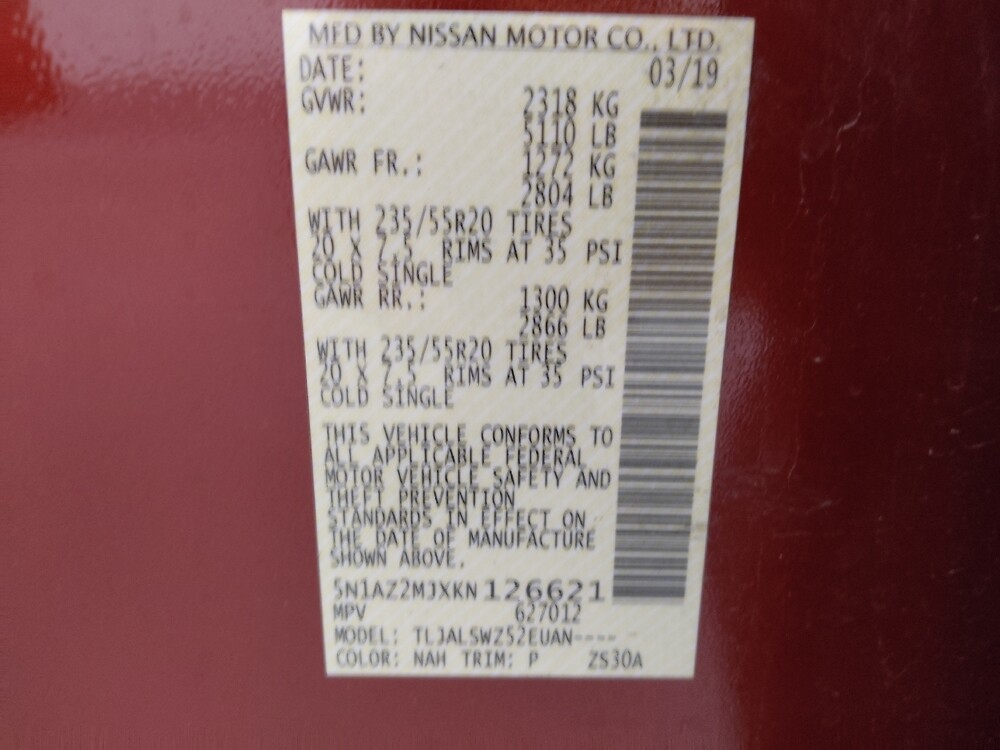 MFD BY NISSAN MOTOR CO., LTD.
DATE: 03/19
GVWR: 2318 KG
5110 LB
GAWR FR.: 1272 KG
2804 LB
WITH 235/55R20 TIRES
20 X 7.5 RIMS AT 35 PSI
COLD SINGLE
GAWR RR.: 1300 KG
2866 LB
WITH 235/55R20 TIRES
20 X 7.5 RIMS AT 35 PSI
COLD SINGLE
THIS VEHICLE CONFORMS TO
ALL APPLICABLE FEDERAL
MOTOR VEHICLE SAFETY AND
THEFT PREVENTION
STANDARDS IN EFFECT ON
THE DATE OF MANUFACTURE
SHOWN ABOVE.
5N1AZ2MJXKN126621
MPV 627012
MODEL: TLJALSWZ52EUAN----
COLOR: NAH TRIM: P ZS30A